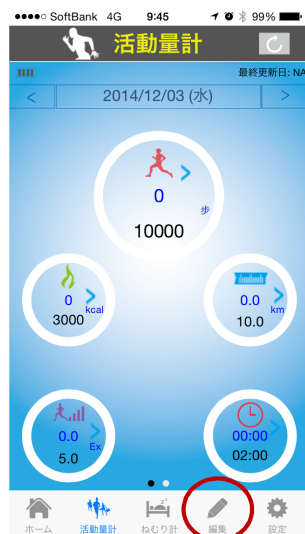 SoftBank 4G 9:45 99%
活動量計
最終更新日: NA
< 2014/12/03 (水) >
0
歩
10000
0
kcal
3000
0.0
km
10.0
0.0
Ex.
5.0
00:00
02:00
ホーム 活動量計 ねむり計 編集 設定